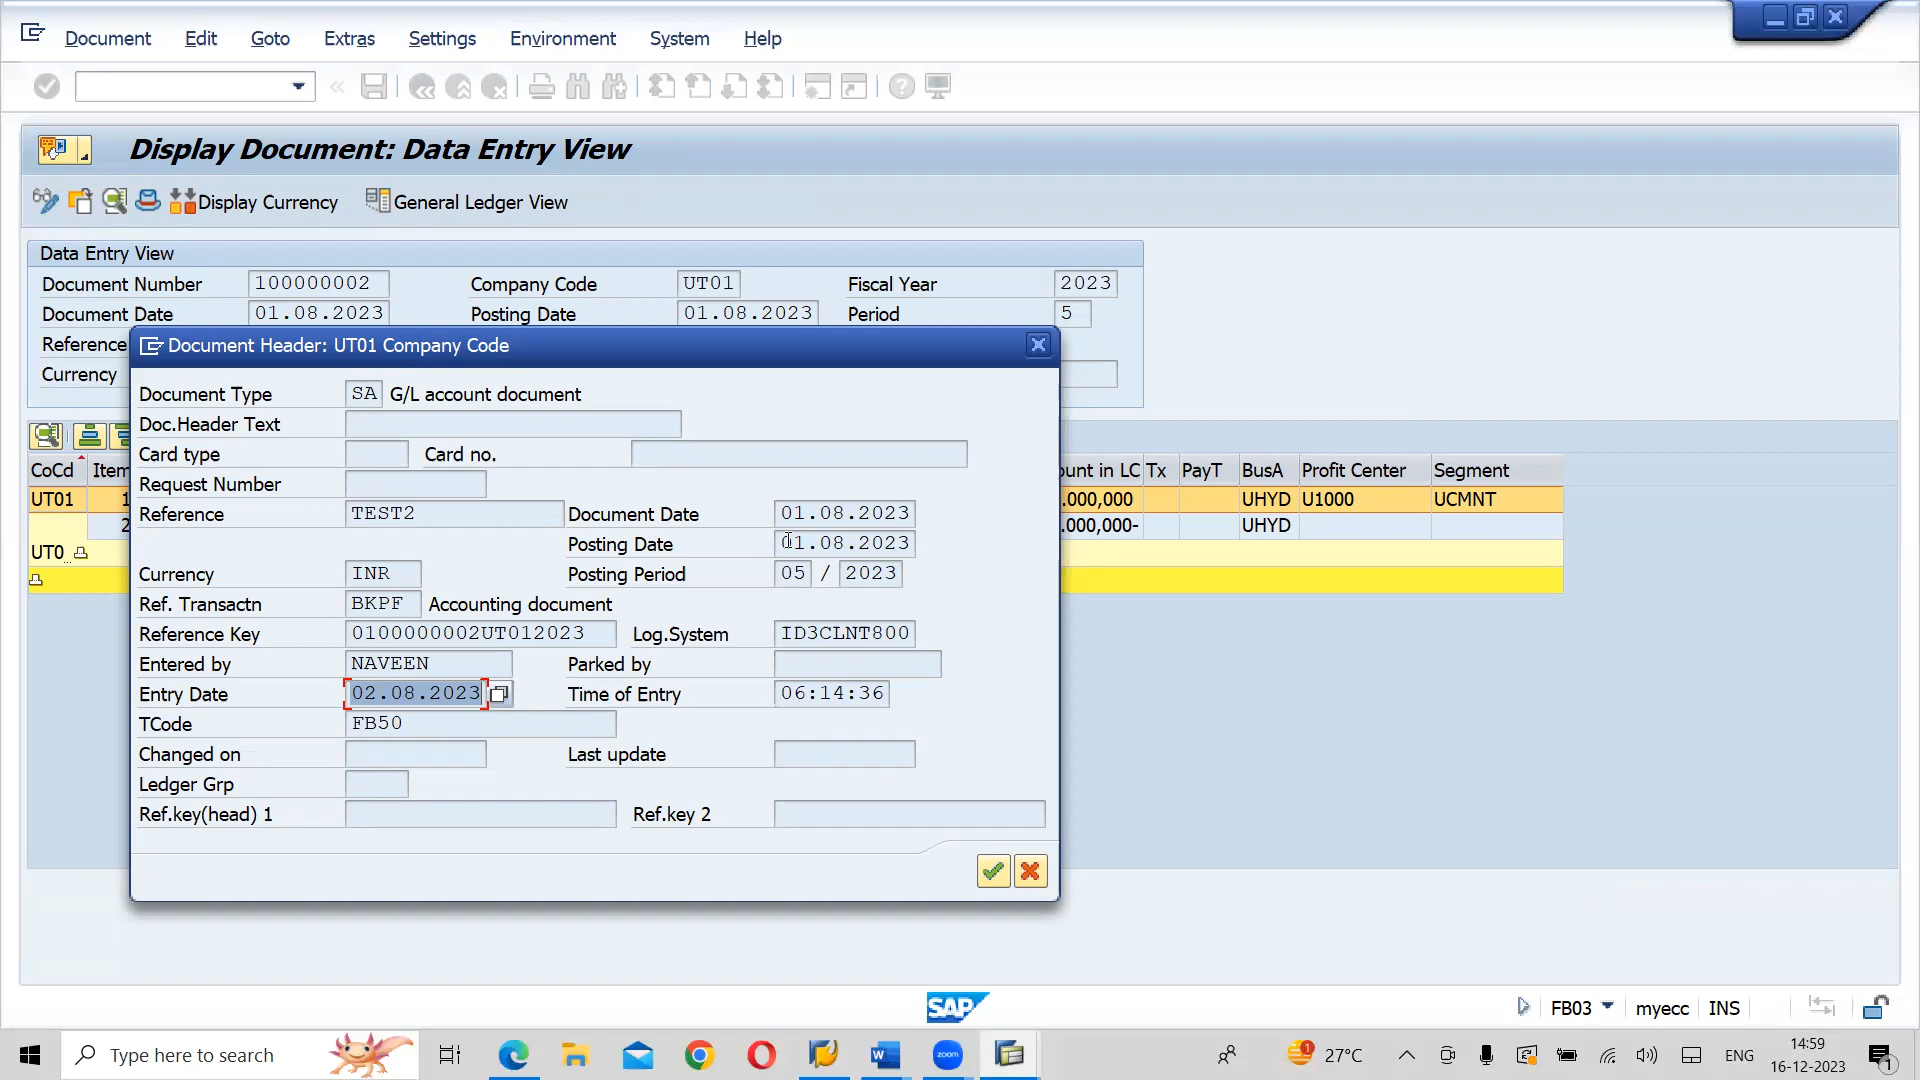 Document Edit Goto Extras Settings Environment System Help
Display Document: Data Entry View
Display Currency General Ledger View
Data Entry View
Document Number 100000002 Company Code UT01 Fiscal Year 2023
Document Date 01.08.2023 Posting Date 01.08.2023 Period 5
Reference
Currency
Document Header: UT01 Company Code
Document Type SA G/L account document
Doc.Header Text
Card type Card no.
Request Number
Reference TEST2 Document Date 01.08.2023
Posting Date 01.08.2023
Currency INR Posting Period 05 / 2023
Ref. Transactn BKPF Accounting document
Reference Key 0100000002UT012023 Log.System ID3CLNT800
Entered by NAVEEN Parked by
Entry Date 02.08.2023 Time of Entry 06:14:36
TCode FB50
Changed on Last update
Ledger Grp
Ref.key(head) 1 Ref.key 2
CoCd Item unt in LC Tx PayT BusA Profit Center Segment
UT01 1 .000,000 UHYD U1000 UCMNT
2 .000,000- UHYD
UT0
SAP FB03 myecc INS
Type here to search zoom 1 27°C ENG 14:59
16-12-2023 1